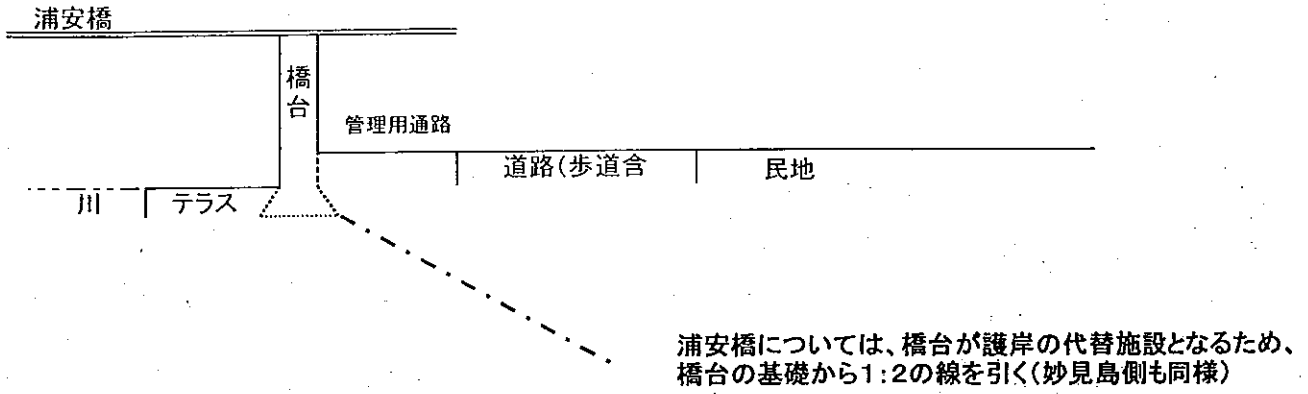 浦安橋
橋台
管理用通路
道路(歩道含
民地
川
テラス
浦安橋については、橋台が護岸の代替施設となるため、
橋台の基礎から1:2の線を引く(妙見島側も同様)